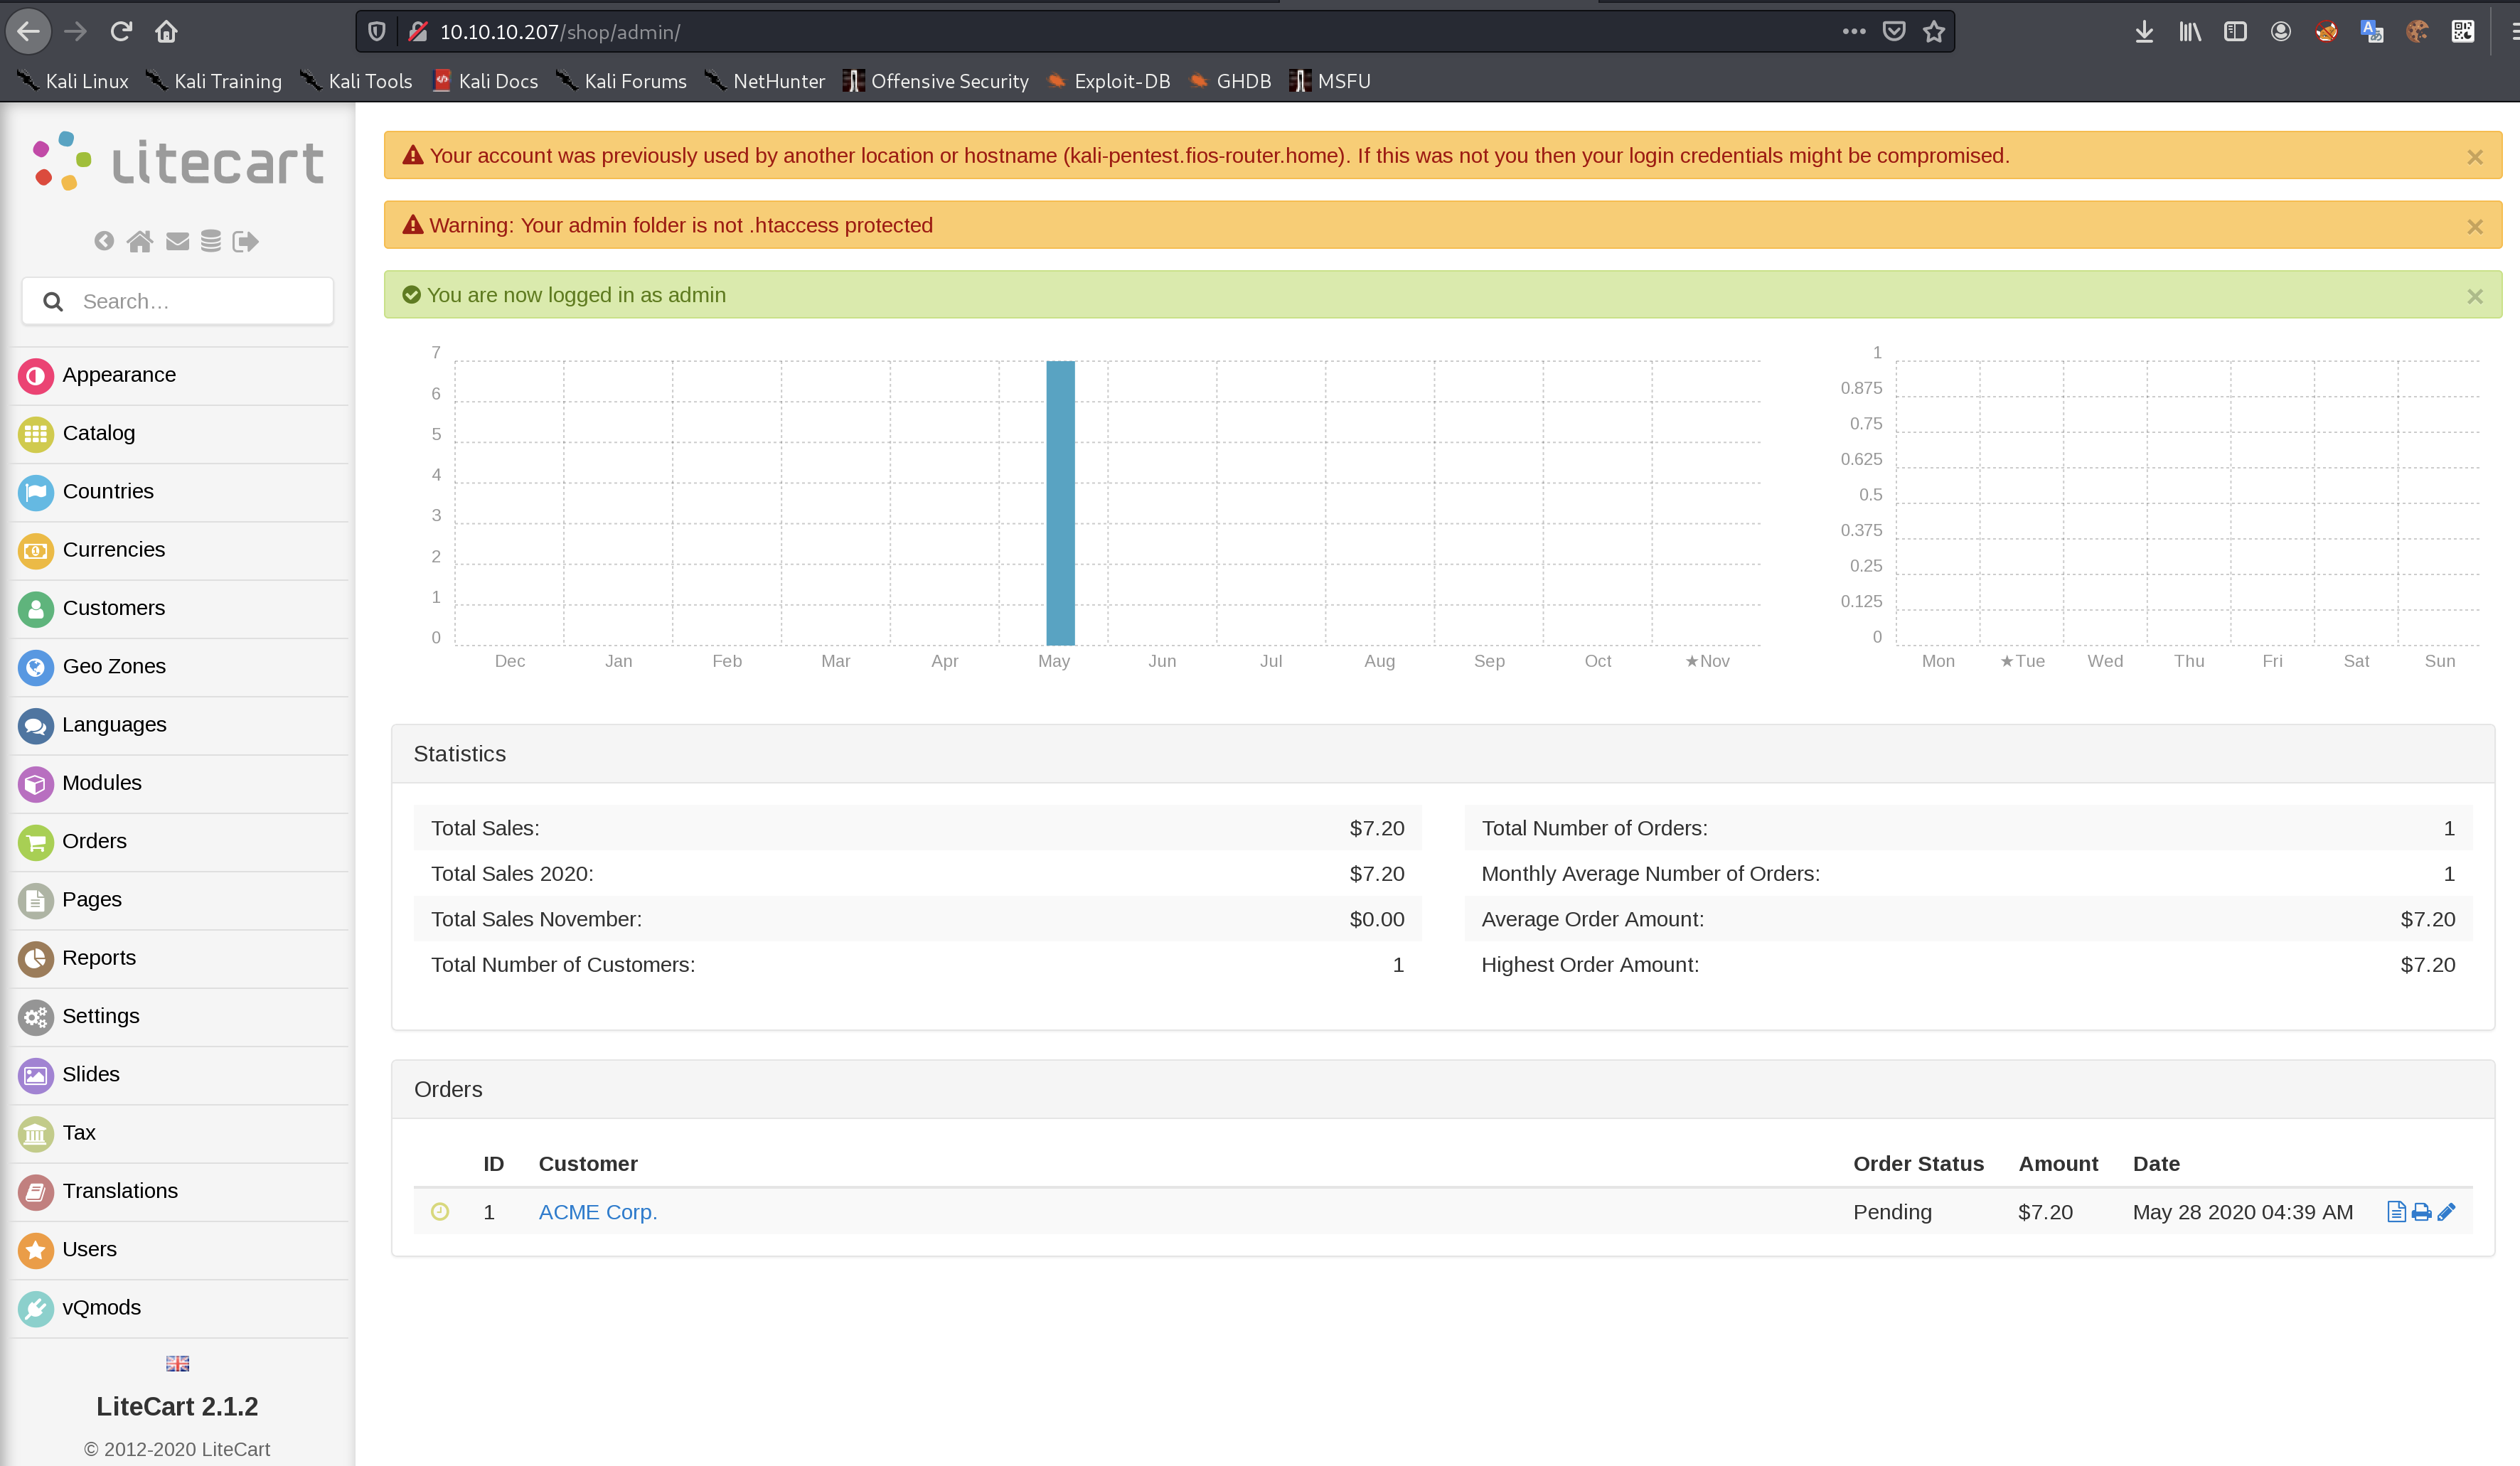 10.10.10.207/shop/admin/
Kali Linux Kali Training Kali Tools Kali Docs Kali Forums NetHunter Offensive Security Exploit-DB GHDB MSFU
litecart
Search…
Appearance
Catalog
Countries
Currencies
Customers
Geo Zones
Languages
Modules
Orders
Pages
Reports
Settings
Slides
Tax
Translations
Users
vQmods
LiteCart 2.1.2
© 2012-2020 LiteCart
Your account was previously used by another location or hostname (kali-pentest.fios-router.home). If this was not you then your login credentials might be compromised.
Warning: Your admin folder is not .htaccess protected
You are now logged in as admin
7
6
5
4
3
2
1
0
Dec Jan Feb Mar Apr May Jun Jul Aug Sep Oct ★Nov
1
0.875
0.75
0.625
0.5
0.375
0.25
0.125
0
Mon ★Tue Wed Thu Fri Sat Sun
Statistics
Total Sales: $7.20
Total Sales 2020: $7.20
Total Sales November: $0.00
Total Number of Customers: 1
Total Number of Orders: 1
Monthly Average Number of Orders: 1
Average Order Amount: $7.20
Highest Order Amount: $7.20
Orders
ID Customer Order Status Amount Date
1 ACME Corp. Pending $7.20 May 28 2020 04:39 AM